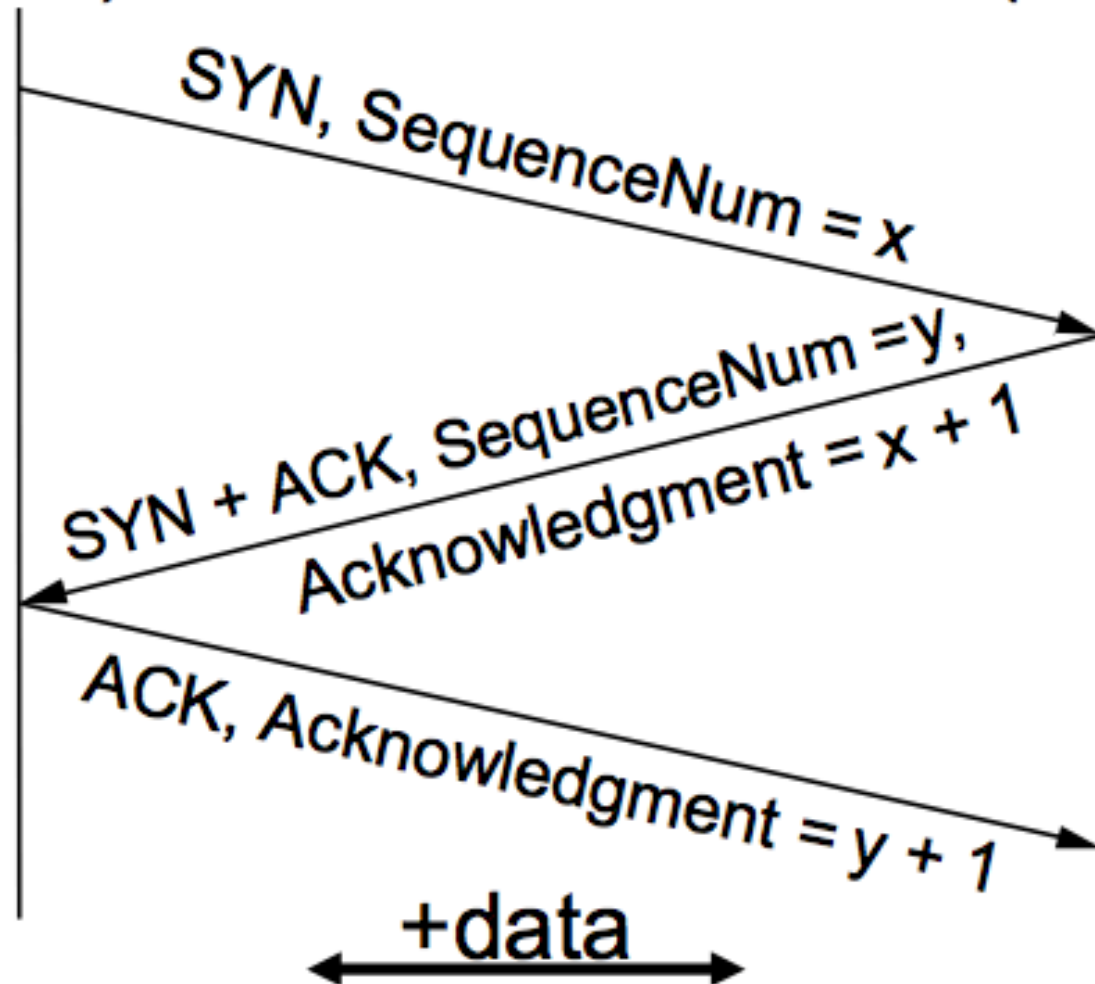 SYN, SequenceNum = x
SYN + ACK, SequenceNum =y,
Acknowledgment = x + 1
ACK, Acknowledgment = y + 1
+data